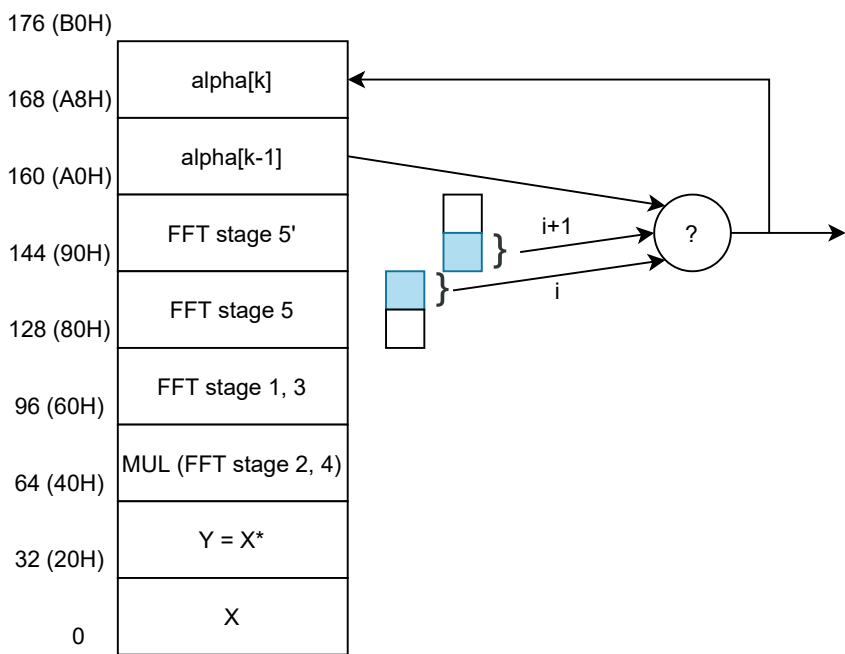 176 (B0H)
alpha[k]
168 (A8H)
alpha[k-1]
160 (A0H)
FFT stage 5'
i+1
?
144 (90H)
FFT stage 5
}
}
i
128 (80H)
FFT stage 1, 3
96 (60H)
MUL (FFT stage 2, 4)
64 (40H)
Y = X*
32 (20H)
X
0